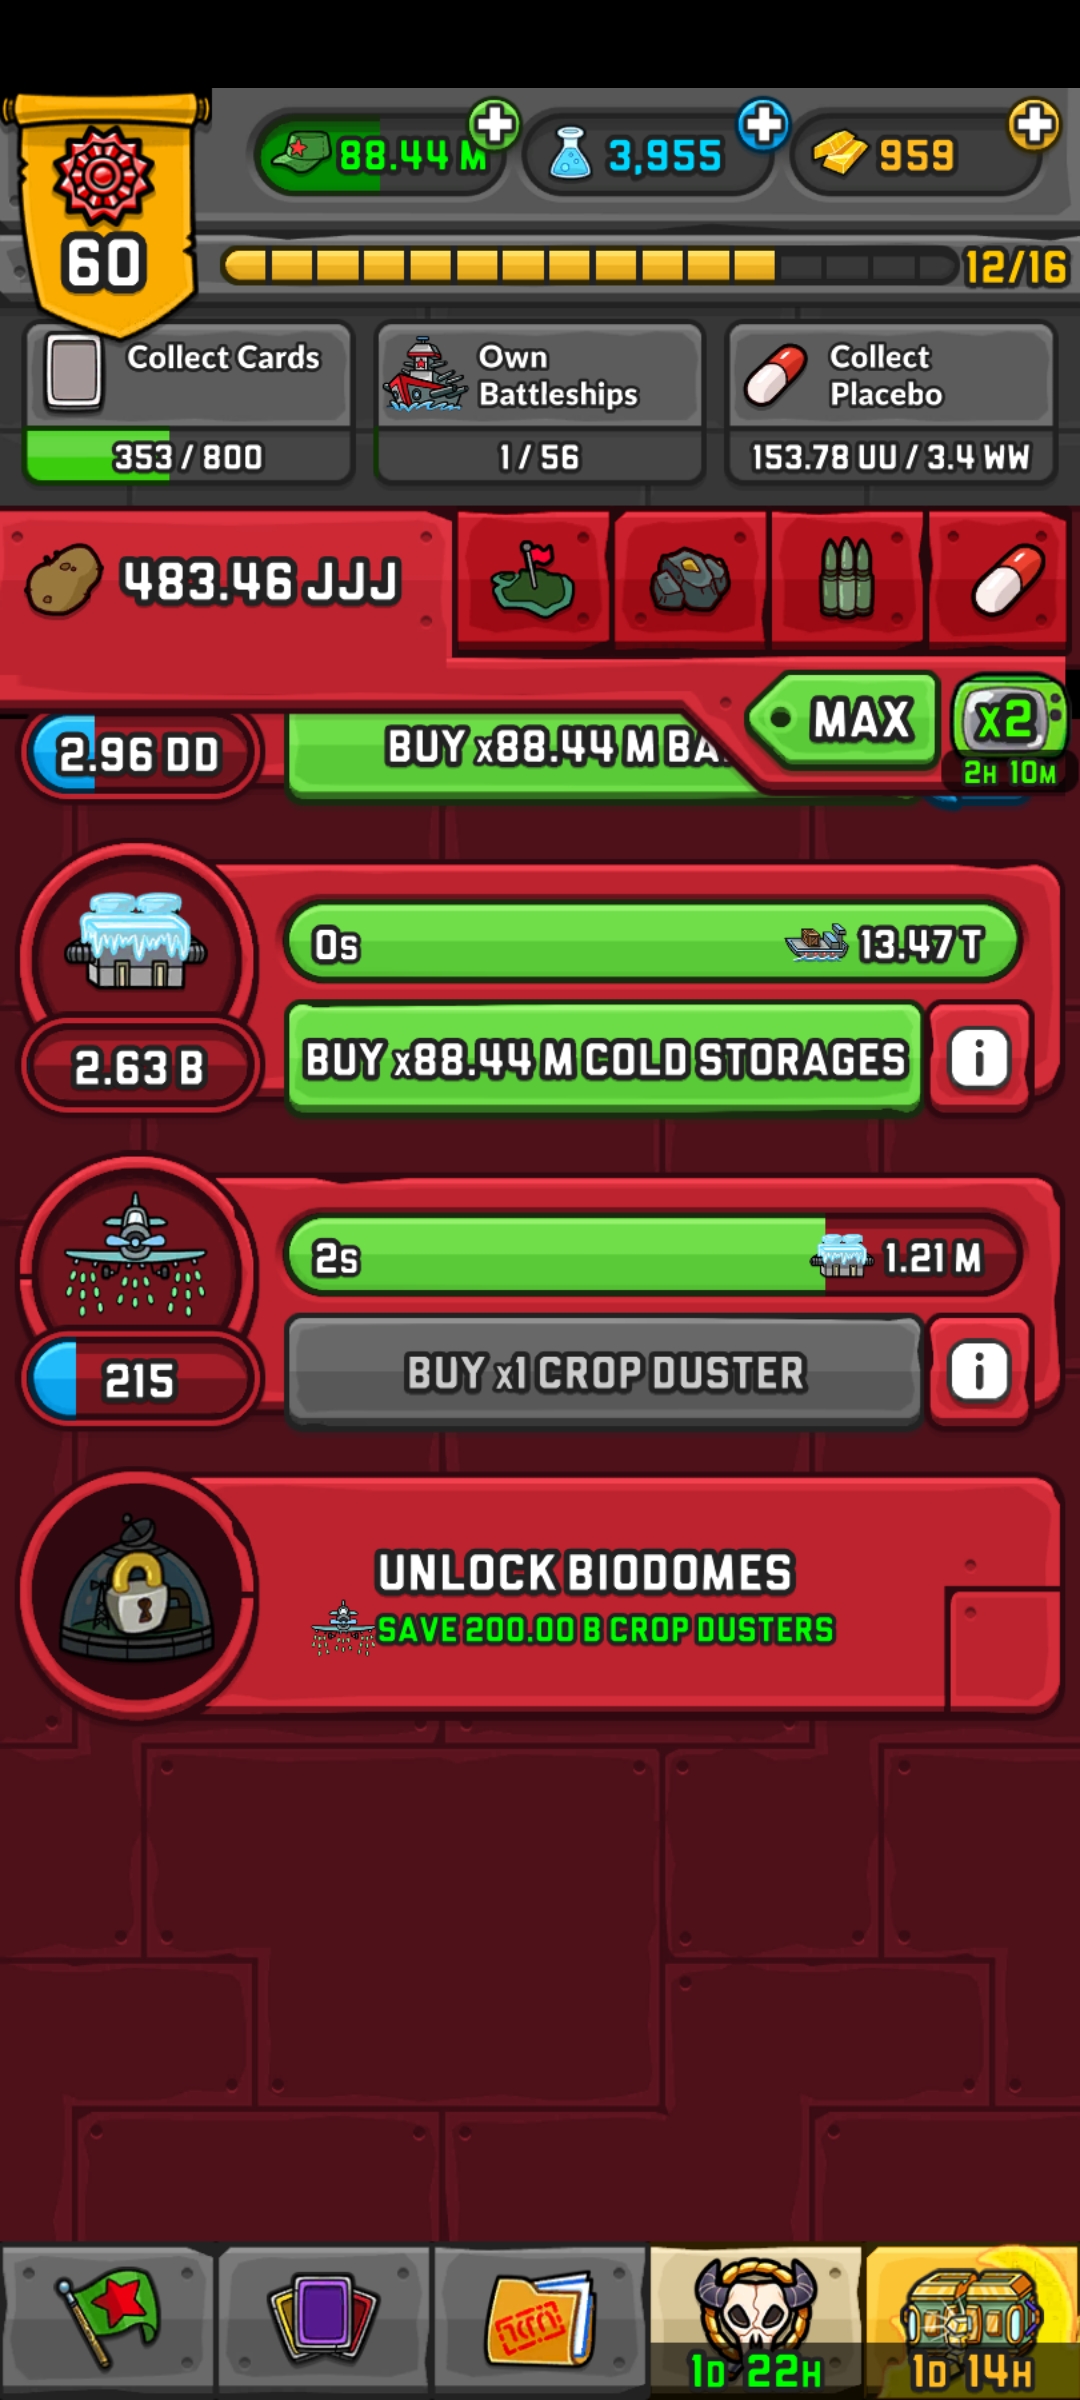 88.44 M
3,955
959
60
12/16
Collect Cards
353 / 800
Own
Battleships
1 / 56
Collect
Placebo
153.78 UU / 3.4 WW
483.46 JJJ
MAX
x2
2H 10M
2.96 DD
BUY x88.44 M BA
0s
13.47 T
2.63 B
BUY x88.44 M COLD STORAGES
i
2s
1.21 M
215
BUY x1 CROP DUSTER
i
UNLOCK BIODOMES
SAVE 200.00 B CROP DUSTERS
1D 22H
1D 14H